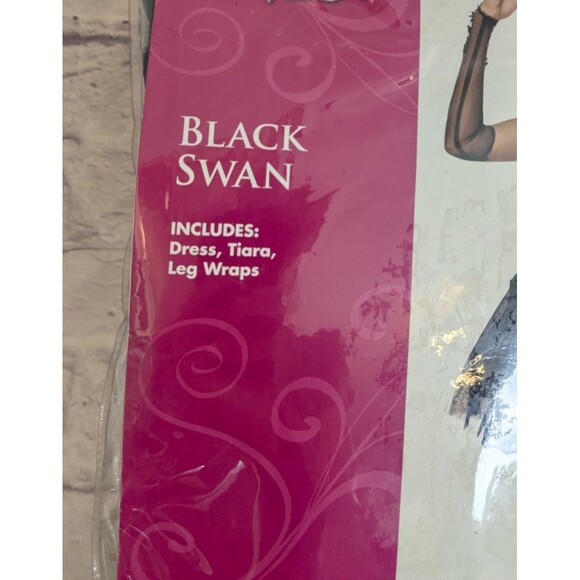 BLACK
SWAN
INCLUDES:
Dress, Tiara,
Leg Wraps